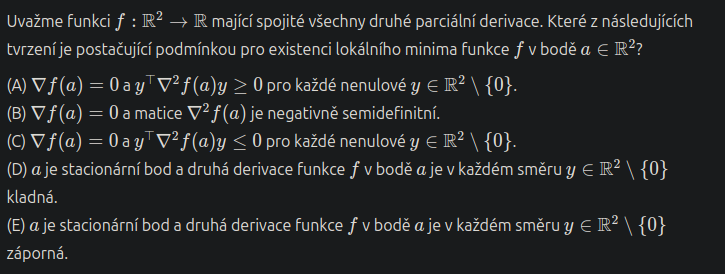 Uvažme funkci f : ℝ² → ℝ mající spojité všechny druhé parciální derivace. Které z následujících
tvrzení je postačující podmínkou pro existenci lokálního minima funkce f v bodě a ∈ ℝ²?
(A) ∇f(a) = 0 a y⊤∇²f(a)y ≥ 0 pro každé nenulové y ∈ ℝ² \ {0}.
(B) ∇f(a) = 0 a matice ∇²f(a) je negativně semidefinitní.
(C) ∇f(a) = 0 a y⊤∇²f(a)y ≤ 0 pro každé nenulové y ∈ ℝ² \ {0}.
(D) a je stacionární bod a druhá derivace funkce f v bodě a je v každém směru y ∈ ℝ² \ {0}
kladná.
(E) a je stacionární bod a druhá derivace funkce f v bodě a je v každém směru y ∈ ℝ² \ {0}
záporná.